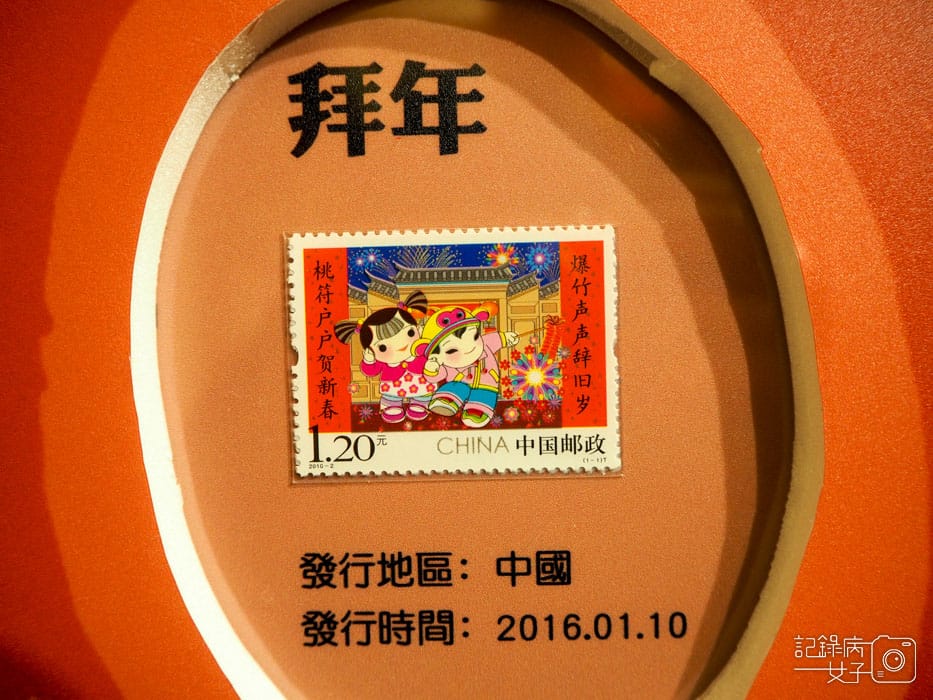 拜年
爆竹声声辞旧岁
桃符户户贺新春
1.20元
CHINA 中国邮政
2016-2
(1-1)T
發行地區：中國
發行時間：2016.01.10
記錄病
女子